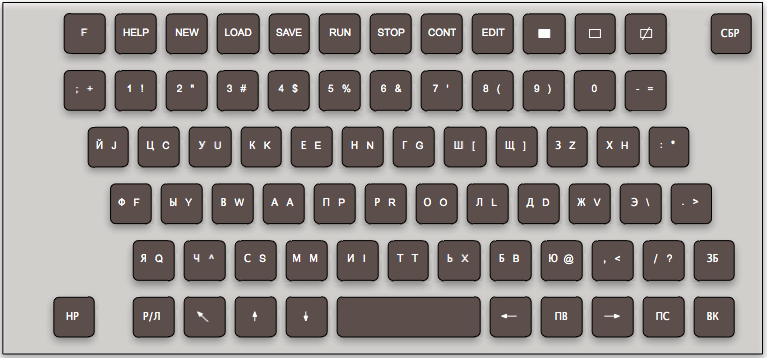 F HELP NEW LOAD SAVE RUN STOP CONT EDIT СБР
; + 1 ! 2 " 3 # 4 $ 5 % 6 & 7 ' 8 ( 9 ) 0 - =
Й J Ц C У U К K Е E Н N Г G Ш [ Щ ] З Z Х H : *
Ф F Ы Y В W А A П P Р R О O Л L Д D Ж V Э \ . >
Я Q Ч ^ С S М M И I Т T Ь X Б B Ю @ , < / ? ЗБ
НР Р/Л ↖ ↑ ↓ ← ПВ → ПС ВК